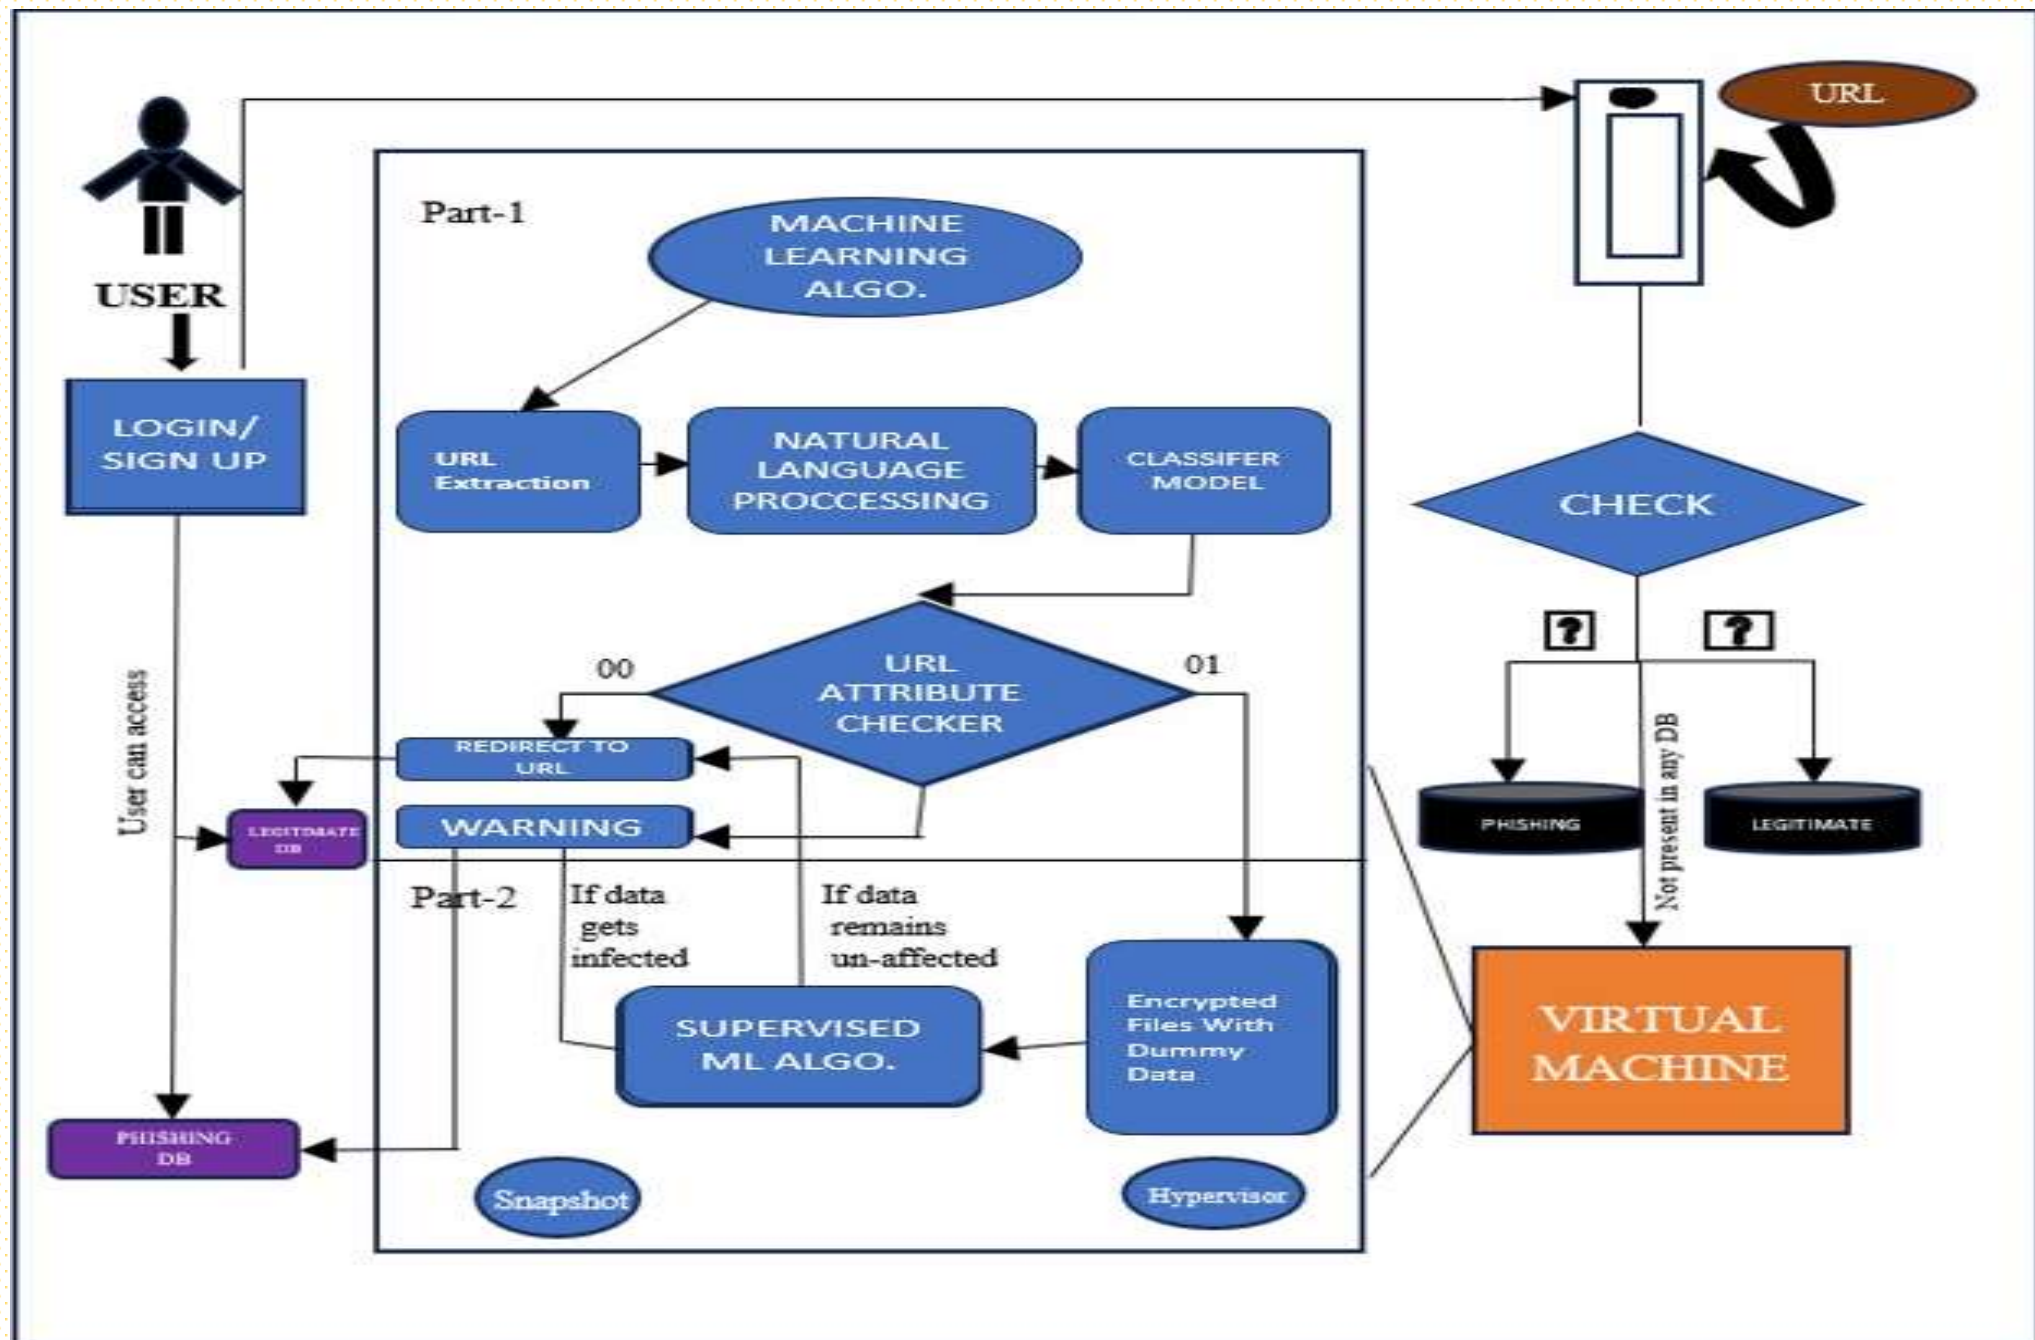 URL
Part-1
MACHINE
LEARNING
ALGO.
USER
LOGIN/
SIGN UP
URL
Extraction
NATURAL
LANGUAGE
PROCCESSING
CLASSIFER
MODEL
CHECK
?
?
00
URL
ATTRIBUTE
CHECKER
01
User can access
REDIRECT TO
URL
WARNING
LEGITIMATE
DB
PHISHING
Not present in any DB
LEGITIMATE
Part-2
If data
gets
infected
If data
remains
un-affected
SUPERVISED
ML ALGO.
Encrypted
Files With
Dummy
Data
VIRTUAL
MACHINE
PHISHING
DB
Snapshot
Hypervisor